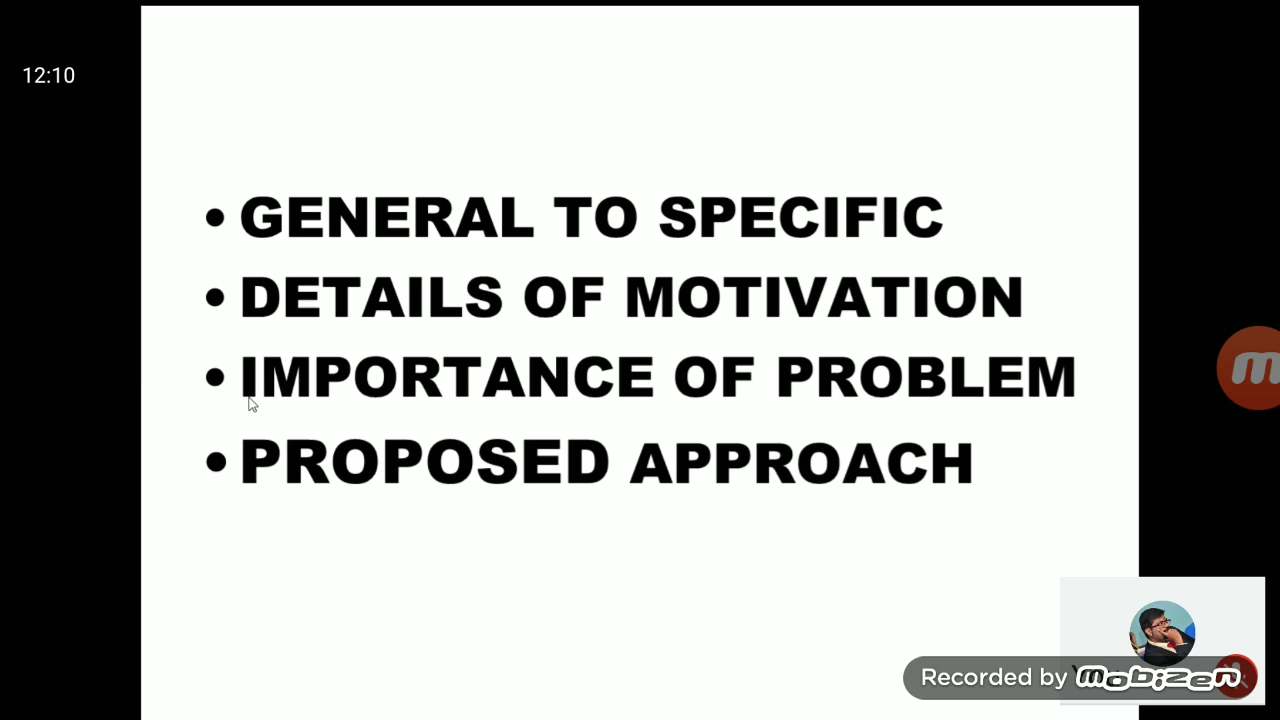 12:10
• GENERAL TO SPECIFIC
• DETAILS OF MOTIVATION
• IMPORTANCE OF PROBLEM
• PROPOSED APPROACH
Recorded by mobizen